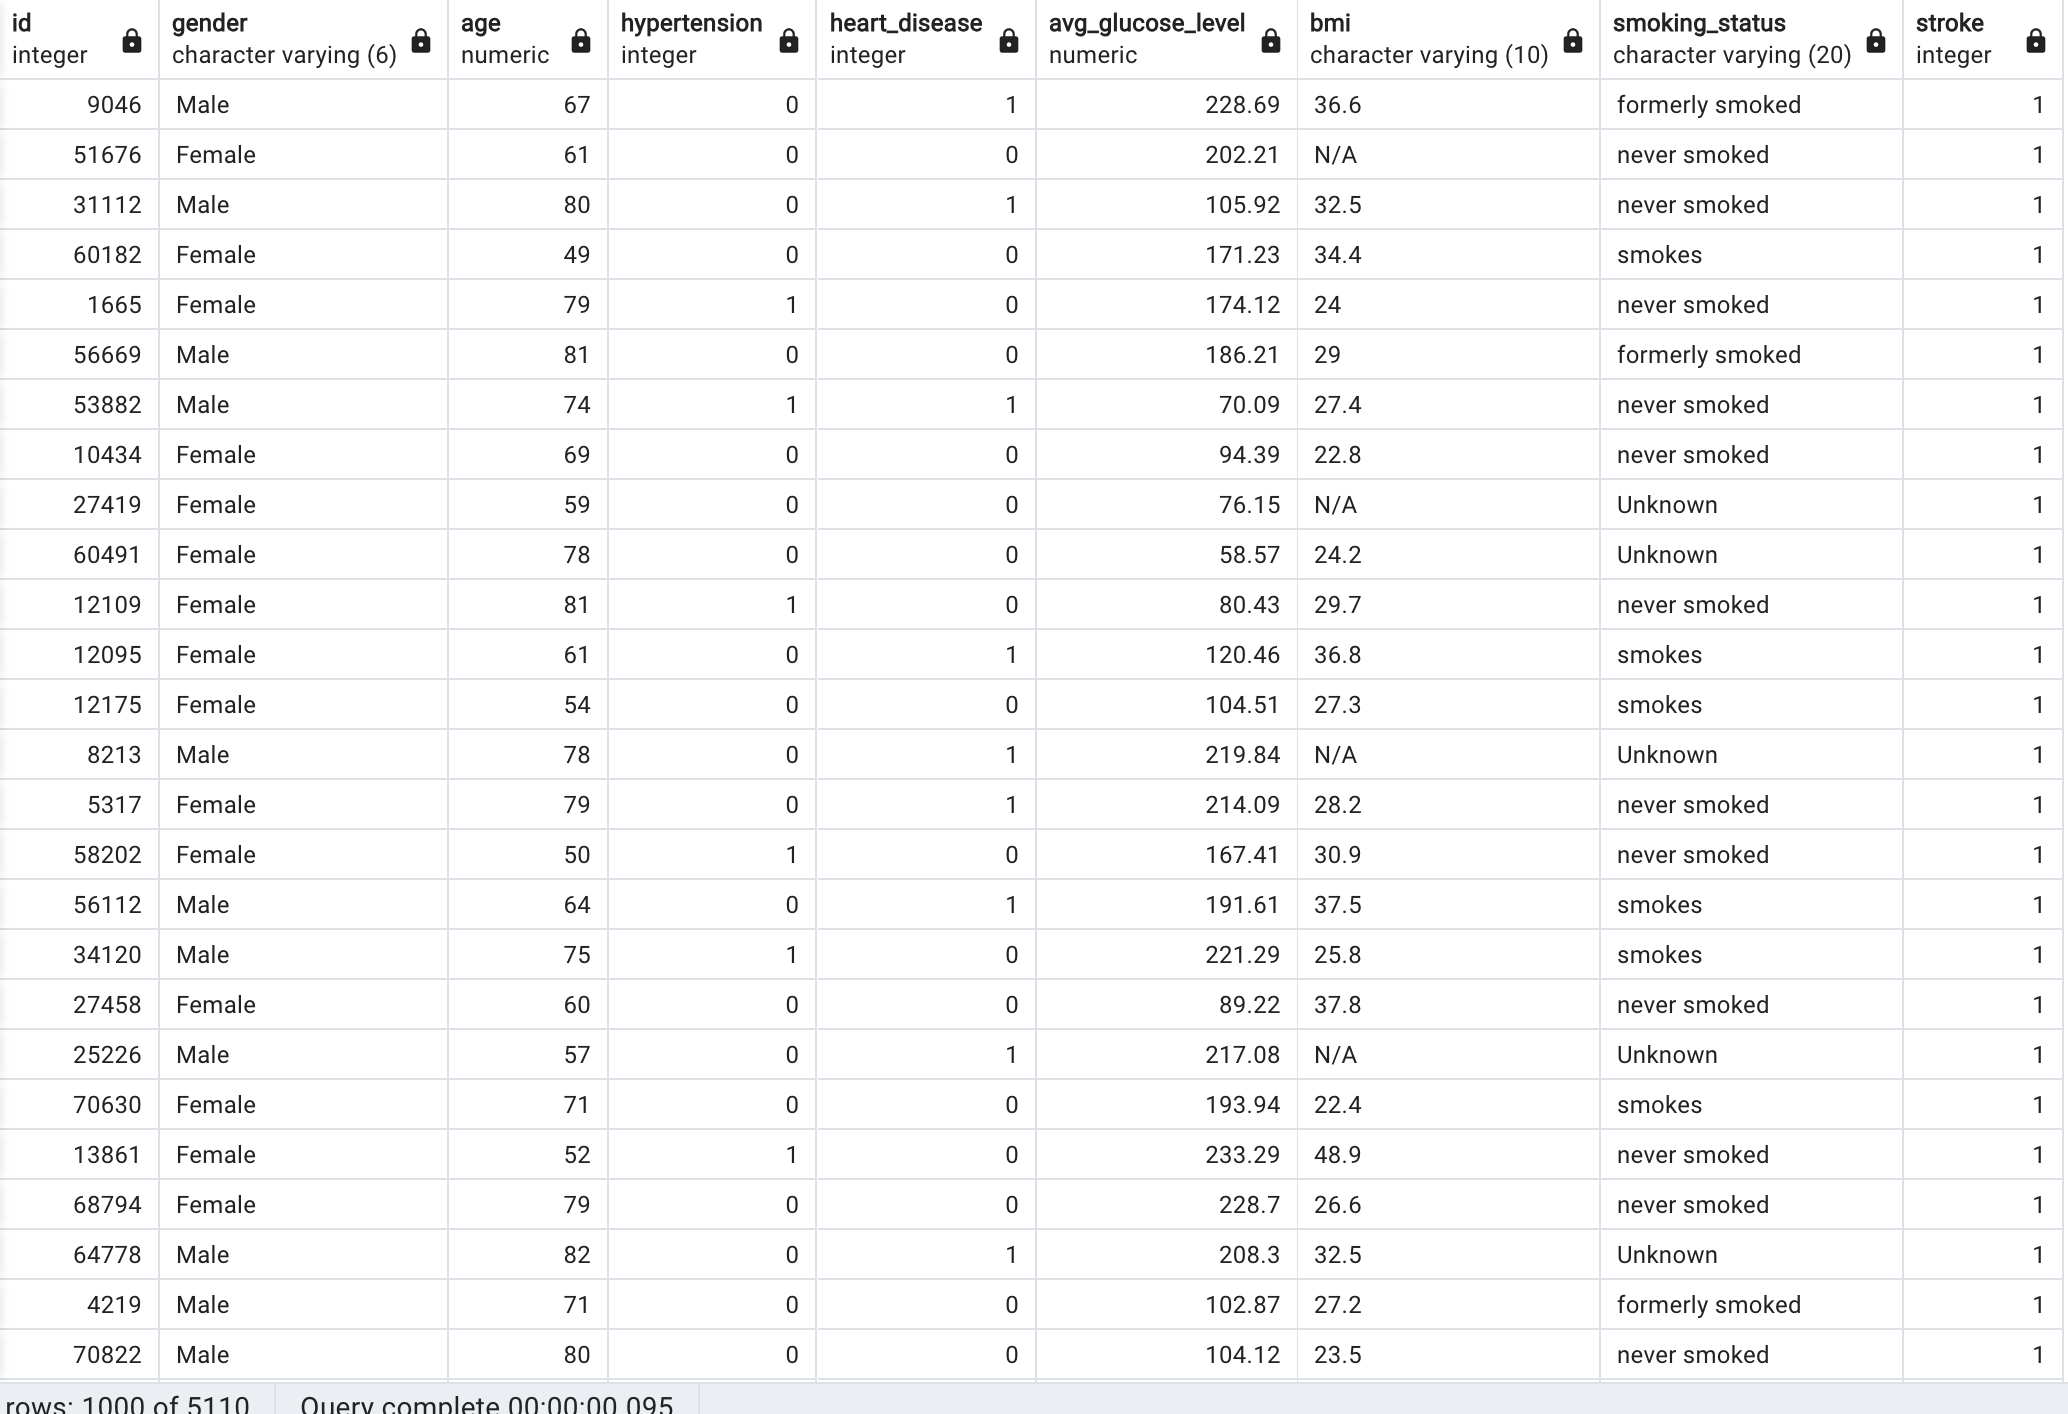 id gender age hypertension heart_disease avg_glucose_level bmi smoking_status stroke
integer character varying (6) numeric integer integer numeric character varying (10) character varying (20) integer
9046 Male 67 0 1 228.69 36.6 formerly smoked 1
51676 Female 61 0 0 202.21 N/A never smoked 1
31112 Male 80 0 1 105.92 32.5 never smoked 1
60182 Female 49 0 0 171.23 34.4 smokes 1
1665 Female 79 1 0 174.12 24 never smoked 1
56669 Male 81 0 0 186.21 29 formerly smoked 1
53882 Male 74 1 1 70.09 27.4 never smoked 1
10434 Female 69 0 0 94.39 22.8 never smoked 1
27419 Female 59 0 0 76.15 N/A Unknown 1
60491 Female 78 0 0 58.57 24.2 Unknown 1
12109 Female 81 1 0 80.43 29.7 never smoked 1
12095 Female 61 0 1 120.46 36.8 smokes 1
12175 Female 54 0 0 104.51 27.3 smokes 1
8213 Male 78 0 1 219.84 N/A Unknown 1
5317 Female 79 0 1 214.09 28.2 never smoked 1
58202 Female 50 1 0 167.41 30.9 never smoked 1
56112 Male 64 0 1 191.61 37.5 smokes 1
34120 Male 75 1 0 221.29 25.8 smokes 1
27458 Female 60 0 0 89.22 37.8 never smoked 1
25226 Male 57 0 1 217.08 N/A Unknown 1
70630 Female 71 0 0 193.94 22.4 smokes 1
13861 Female 52 1 0 233.29 48.9 never smoked 1
68794 Female 79 0 0 228.7 26.6 never smoked 1
64778 Male 82 0 1 208.3 32.5 Unknown 1
4219 Male 71 0 0 102.87 27.2 formerly smoked 1
70822 Male 80 0 0 104.12 23.5 never smoked 1
rows: 1000 of 5110 Query complete 00:00:00.095